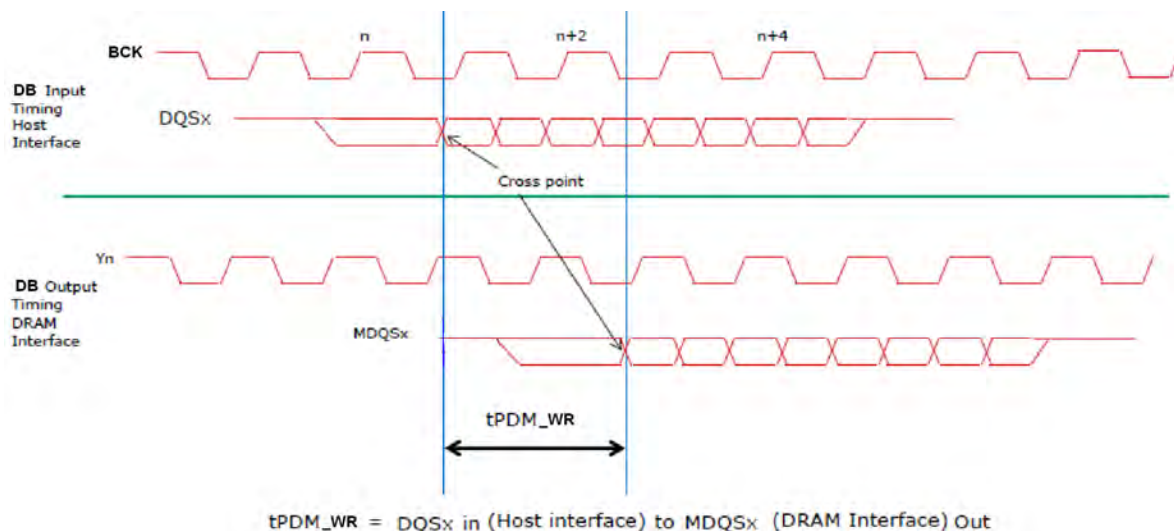 n n+2 n+4
BCK
DB Input
Timing
Host
Interface
DQSx
Cross point
Yn
DB Output
Timing
DRAM
Interface
MDQSx
tPDM_WR
tPDM_WR = DQSx in (Host interface) to MDQSx (DRAM Interface) Out